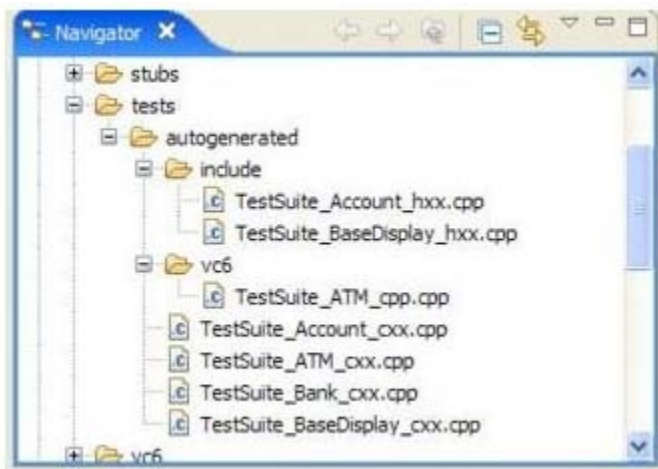 Navigator
stubs
tests
autogenerated
include
TestSuite_Account_hxx.cpp
TestSuite_BaseDisplay_hxx.cpp
vc6
TestSuite_ATM_cpp.cpp
TestSuite_Account_cxx.cpp
TestSuite_ATM_cxx.cpp
TestSuite_Bank_cxx.cpp
TestSuite_BaseDisplay_cxx.cpp
vc6